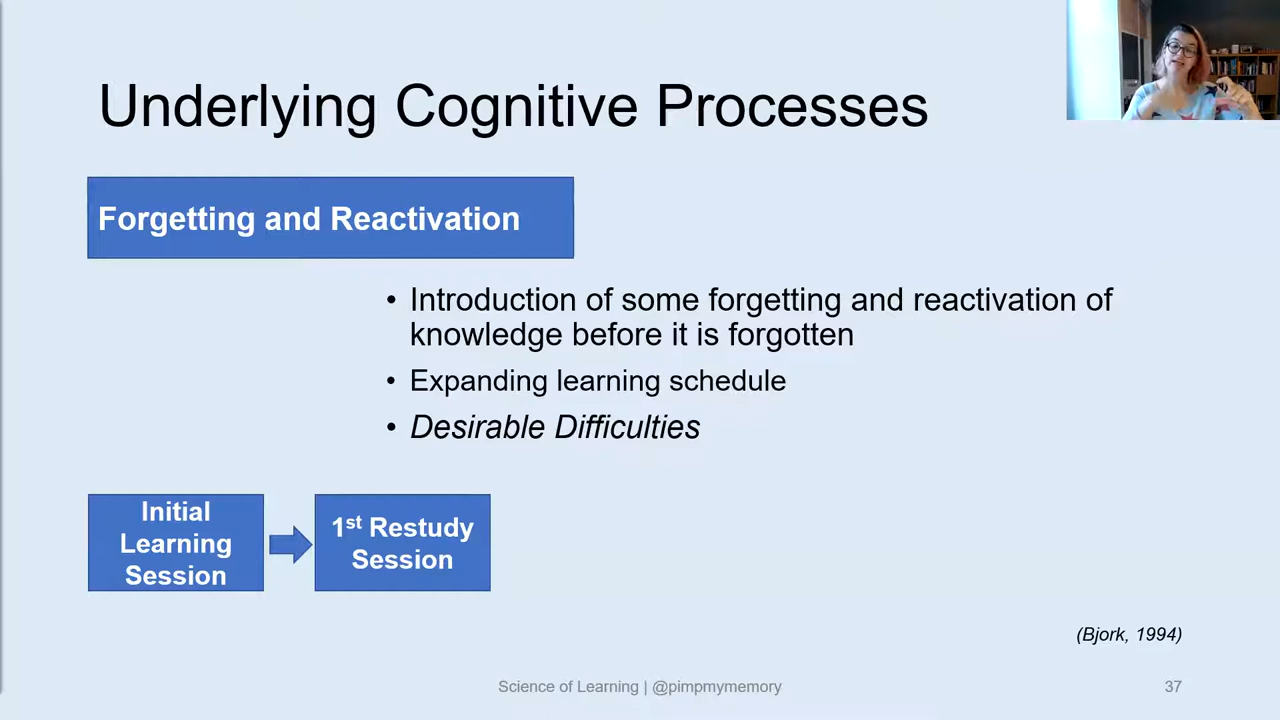 Underlying Cognitive Processes
Forgetting and Reactivation
• Introduction of some forgetting and reactivation of
knowledge before it is forgotten
• Expanding learning schedule
• Desirable Difficulties
Initial
Learning
Session
1st Restudy
Session
(Bjork, 1994)
Science of Learning | @pimpmymemory
37